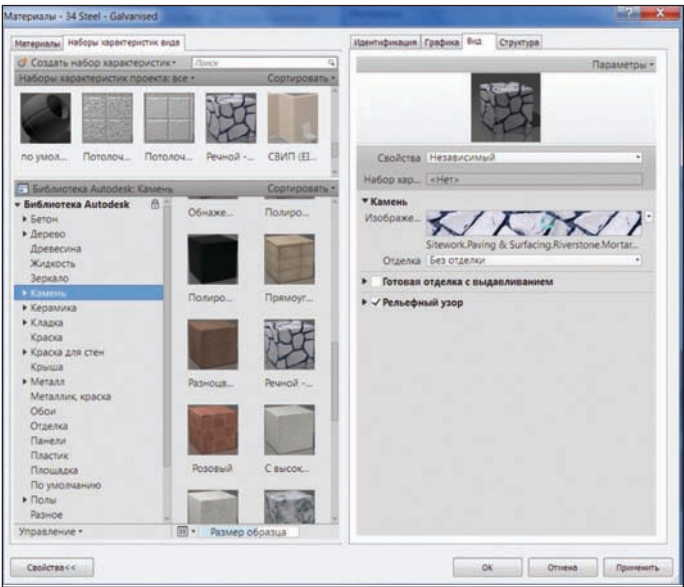 Материалы - 34 Steel - Galvanised
Материалы Наборы характеристик вида
Создать набор характеристик
Поиск
Наборы характеристик проекта: все
Сортировать
по умол... Потолоч... Потолоч... Речной -... СВИП (EI...
Библиотека Autodesk: Камень
Сортировать
Библиотека Autodesk
Бетон
Дерево
Древесина
Жидкость
Зеркало
Камень
Керамика
Кладка
Краска
Краска для стен
Крыша
Металл
Металлик, краска
Обои
Отделка
Панели
Пластик
Площадка
По умолчанию
Полы
Разное
Обнаже... Полиро...
Полиро... Прямоуг...
Разноцв... Речной -...
Розовый С высок...
Управление
Размер образца
Идентификация Графика Вид Структура
Параметры
Свойства Независимый
Набор хар... <Нет>
Камень
Изображе...
Sitework.Paving & Surfacing.Riverstone.Mortar...
Отделка Без отделки
Готовая отделка с выдавливанием
Рельефный узор
Свойства<<
ОК Отмена Применить